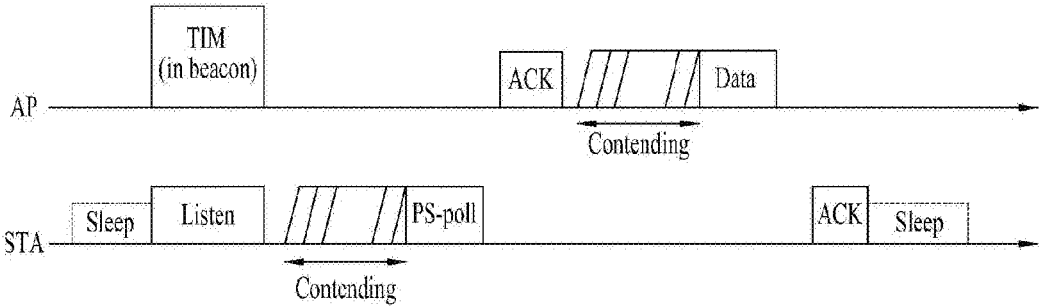 TIM
(in beacon)
ACK
Data
AP
Contending
Sleep
Listen
PS-poll
ACK
Sleep
STA
Contending